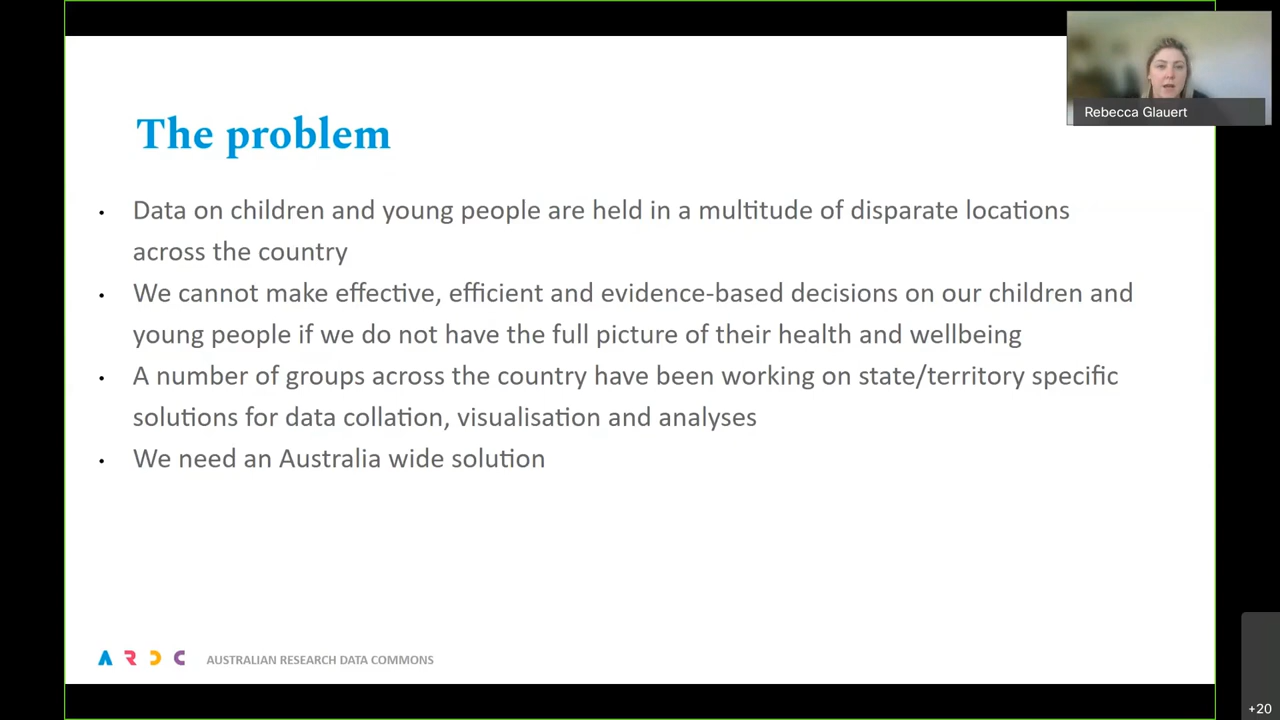 Rebecca Glauert
The problem
• Data on children and young people are held in a multitude of disparate locations
across the country
• We cannot make effective, efficient and evidence-based decisions on our children and
young people if we do not have the full picture of their health and wellbeing
• A number of groups across the country have been working on state/territory specific
solutions for data collation, visualisation and analyses
• We need an Australia wide solution
ARDC AUSTRALIAN RESEARCH DATA COMMONS
+20